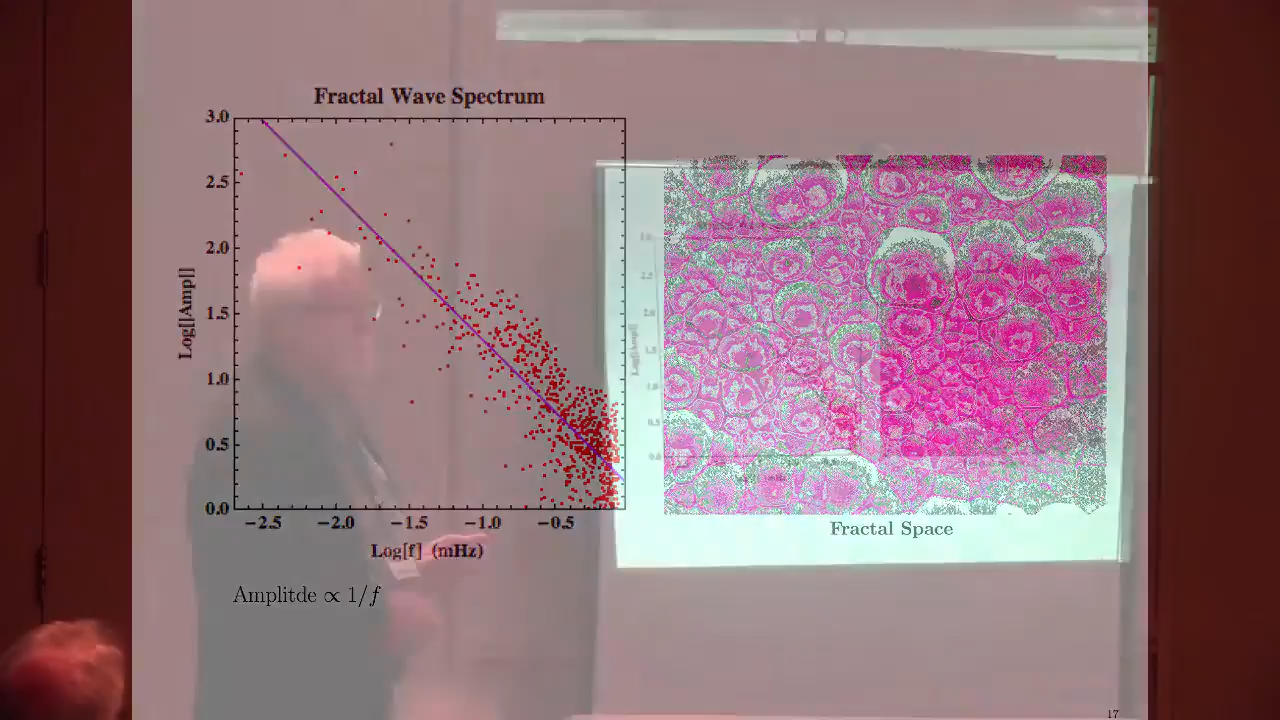 Fractal Wave Spectrum
3.0
2.5
2.0
1.5
1.0
0.5
0.0
Log[|Amp|]
−2.5 −2.0 −1.5 −1.0 −0.5
Log[f] (mHz)
Amplitde ∝ 1/f
Fractal Space
17